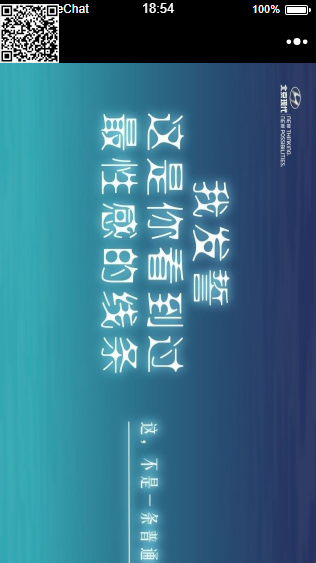 eChat 18:54 100%
北京现代 NEW THINKING.
NEW POSSIBILITIES.
我发誓
这是你看到过
最性感的线条
这，不是一条普通